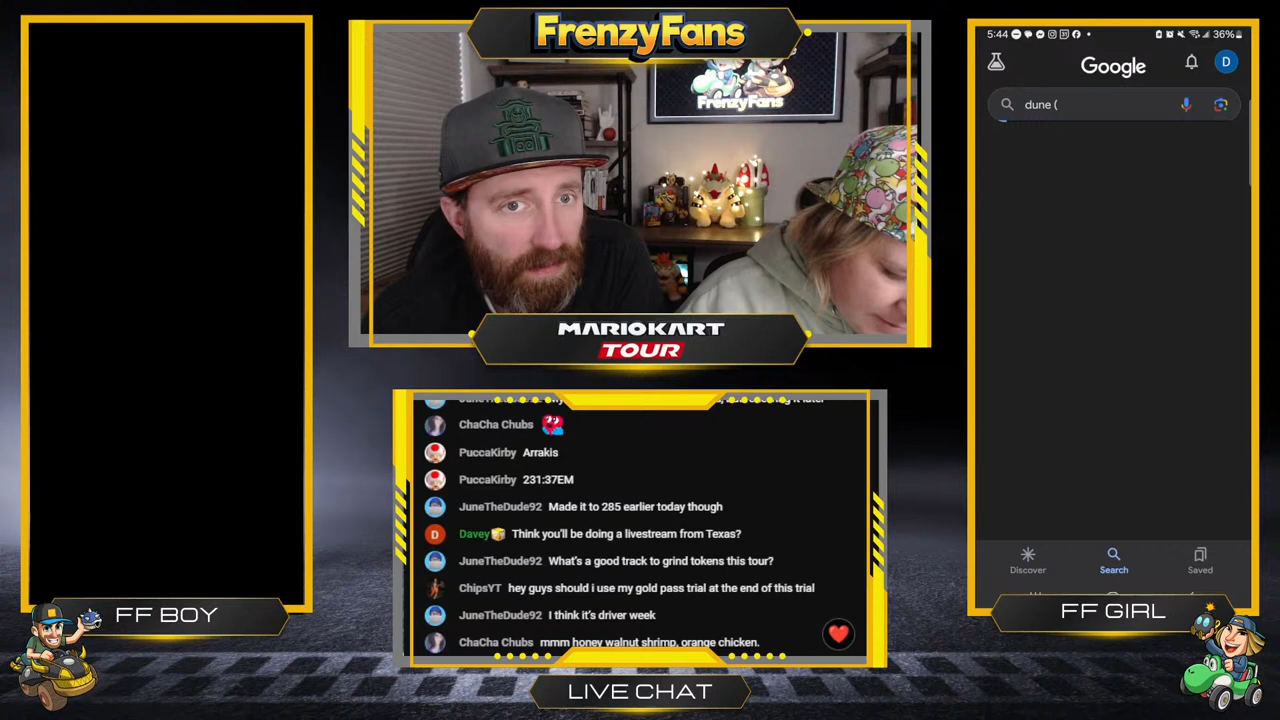 FrenzyFans
FrenzyFans
MARIOKART
TOUR
5:44
36%
Google
D
dune (
Discover
Search
Saved
ChaCha Chubs
PuccaKirby Arrakis
PuccaKirby 231:37EM
JuneTheDude92 Made it to 285 earlier today though
D Davey Think you'll be doing a livestream from Texas?
JuneTheDude92 What's a good track to grind tokens this tour?
ChipsYT hey guys should i use my gold pass trial at the end of this trial
JuneTheDude92 I think it's driver week
ChaCha Chubs mmm honey walnut shrimp, orange chicken.
FF BOY
FF GIRL
LIVE CHAT